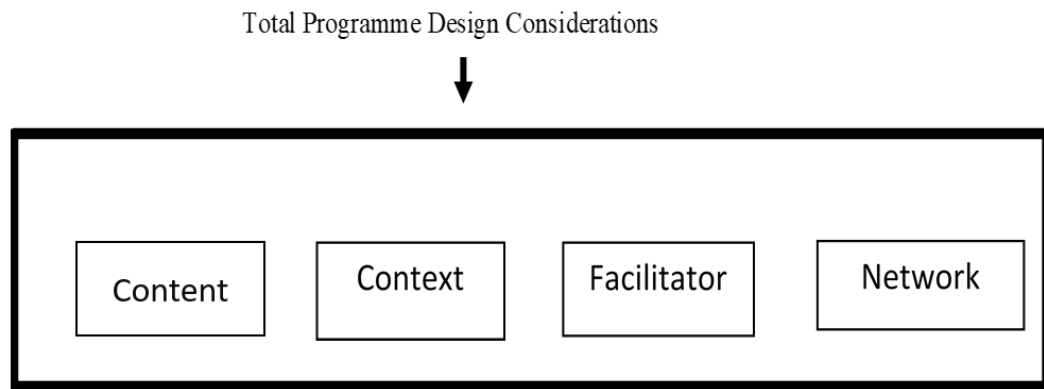 Total Programme Design Considerations
Content
Context
Facilitator
Network